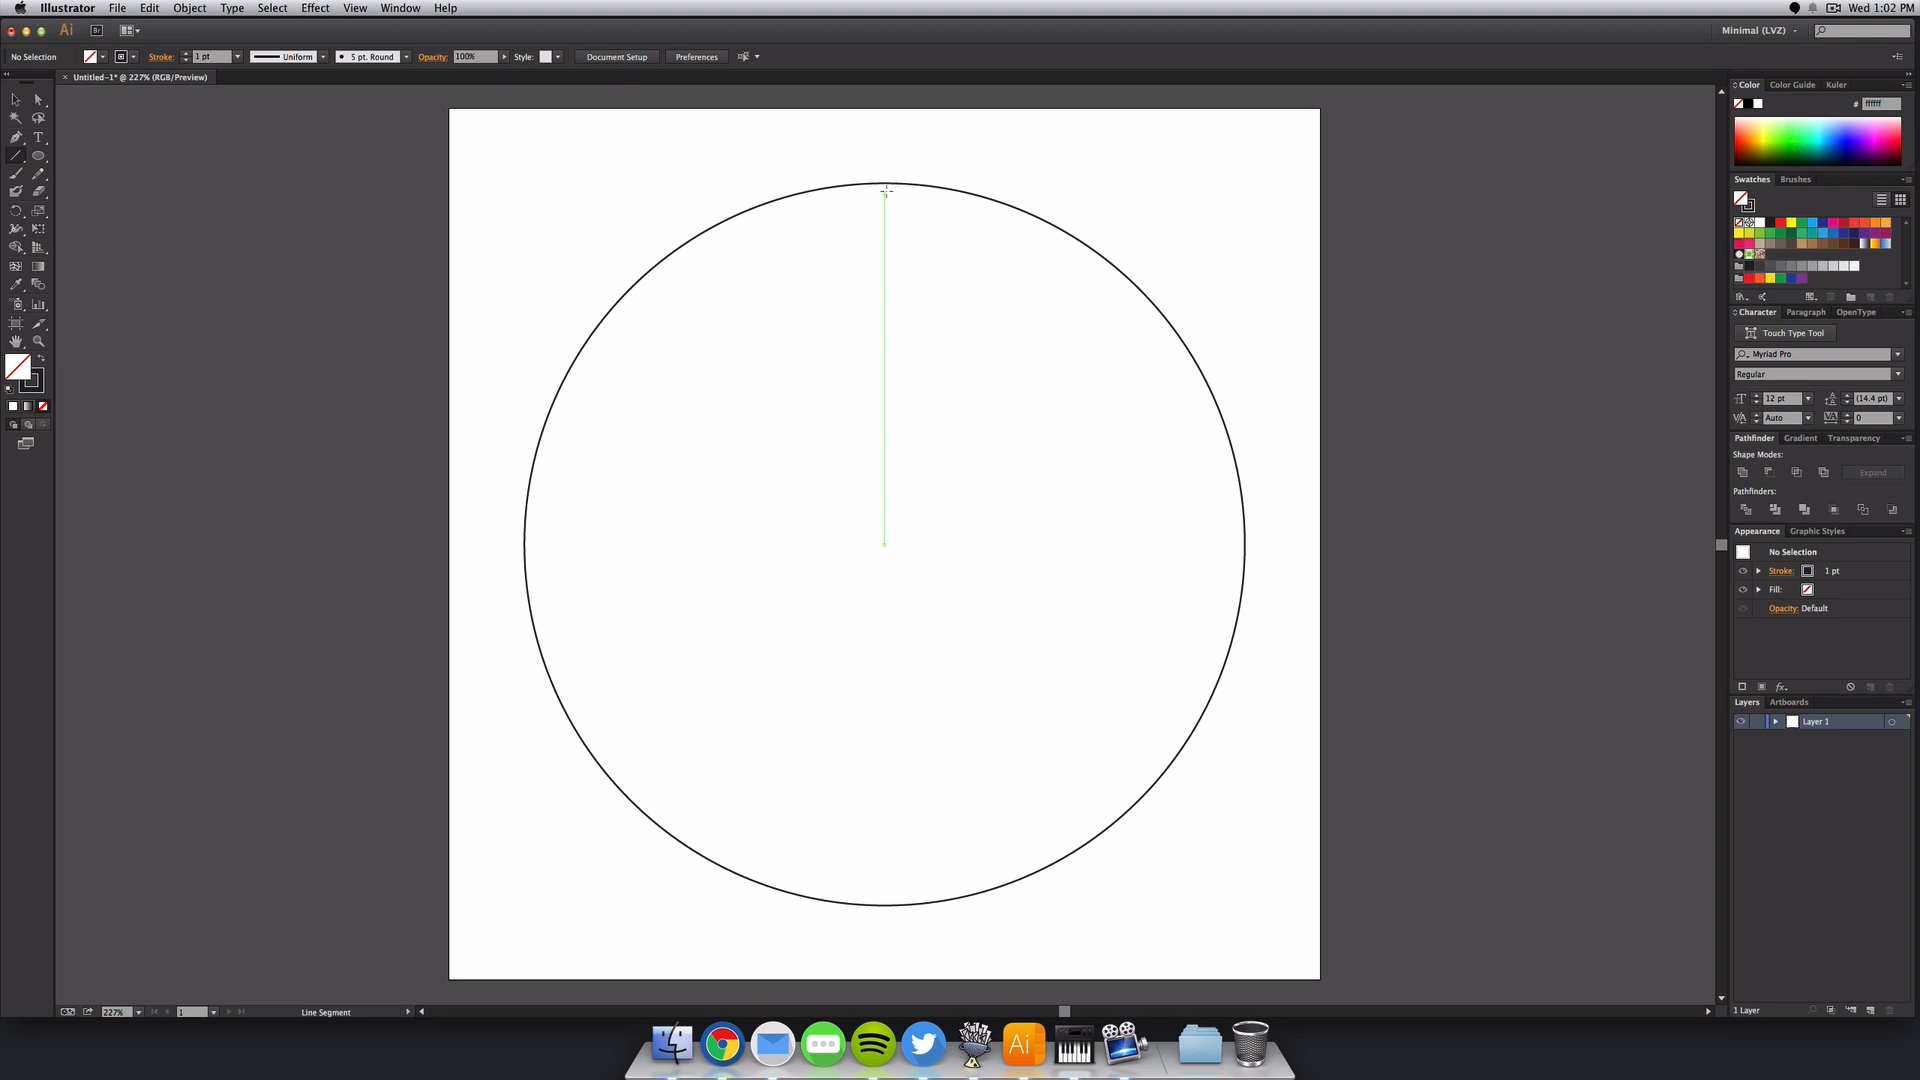 Illustrator File Edit Object Type Select Effect View Window Help
Wed 1:02 PM
Ai
Br
Minimal (LVZ)
No Selection
Stroke: 1 pt
Uniform
5 pt. Round
Opacity: 100%
Style:
Document Setup
Preferences
Untitled-1* @ 227% (RGB/Preview)
Color Color Guide Kuler
# ffffff
Swatches Brushes
Character Paragraph OpenType
Touch Type Tool
Myriad Pro
Regular
12 pt
(14.4 pt)
Auto
0
Pathfinder Gradient Transparency
Shape Modes:
Expand
Pathfinders:
Appearance Graphic Styles
No Selection
Stroke: 1 pt
Fill:
Opacity: Default
fx
Layers Artboards
Layer 1
1 Layer
227%
1
Line Segment
Ai